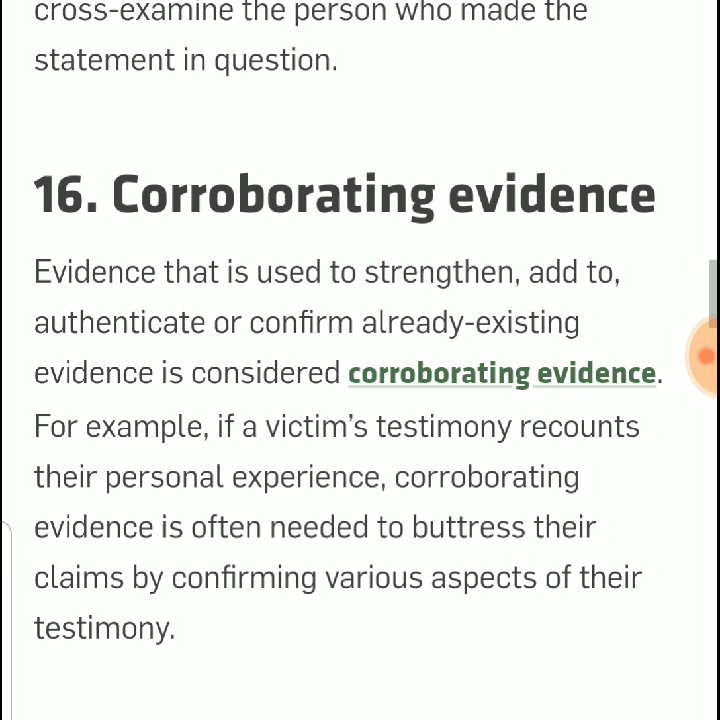 cross-examine the person who made the
statement in question.
16. Corroborating evidence
Evidence that is used to strengthen, add to,
authenticate or confirm already-existing
evidence is considered corroborating evidence.
For example, if a victim’s testimony recounts
their personal experience, corroborating
evidence is often needed to buttress their
claims by confirming various aspects of their
testimony.